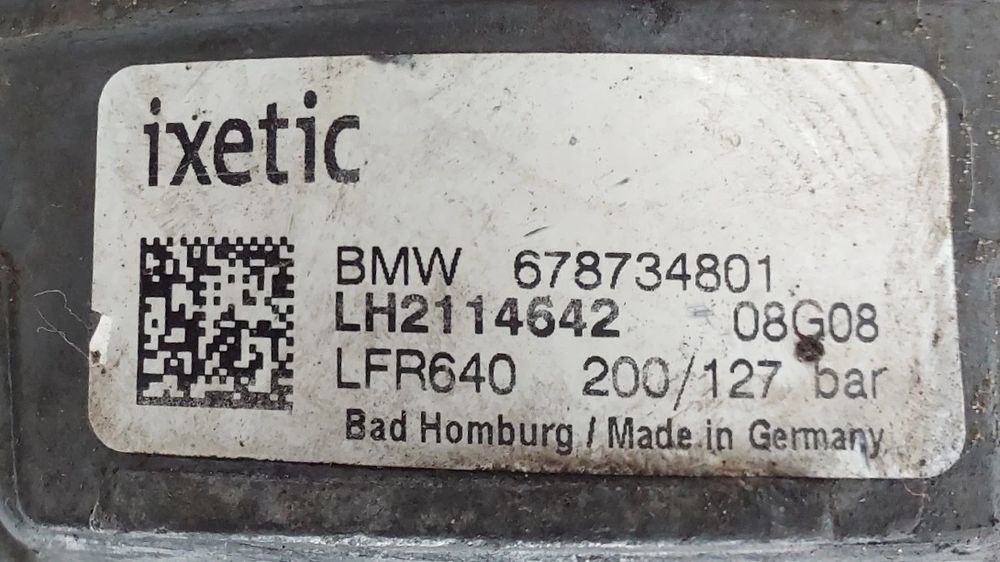 ixetic
BMW 678734801
LH2114642 08G08
LFR640 200/127 bar
Bad Homburg / Made in Germany